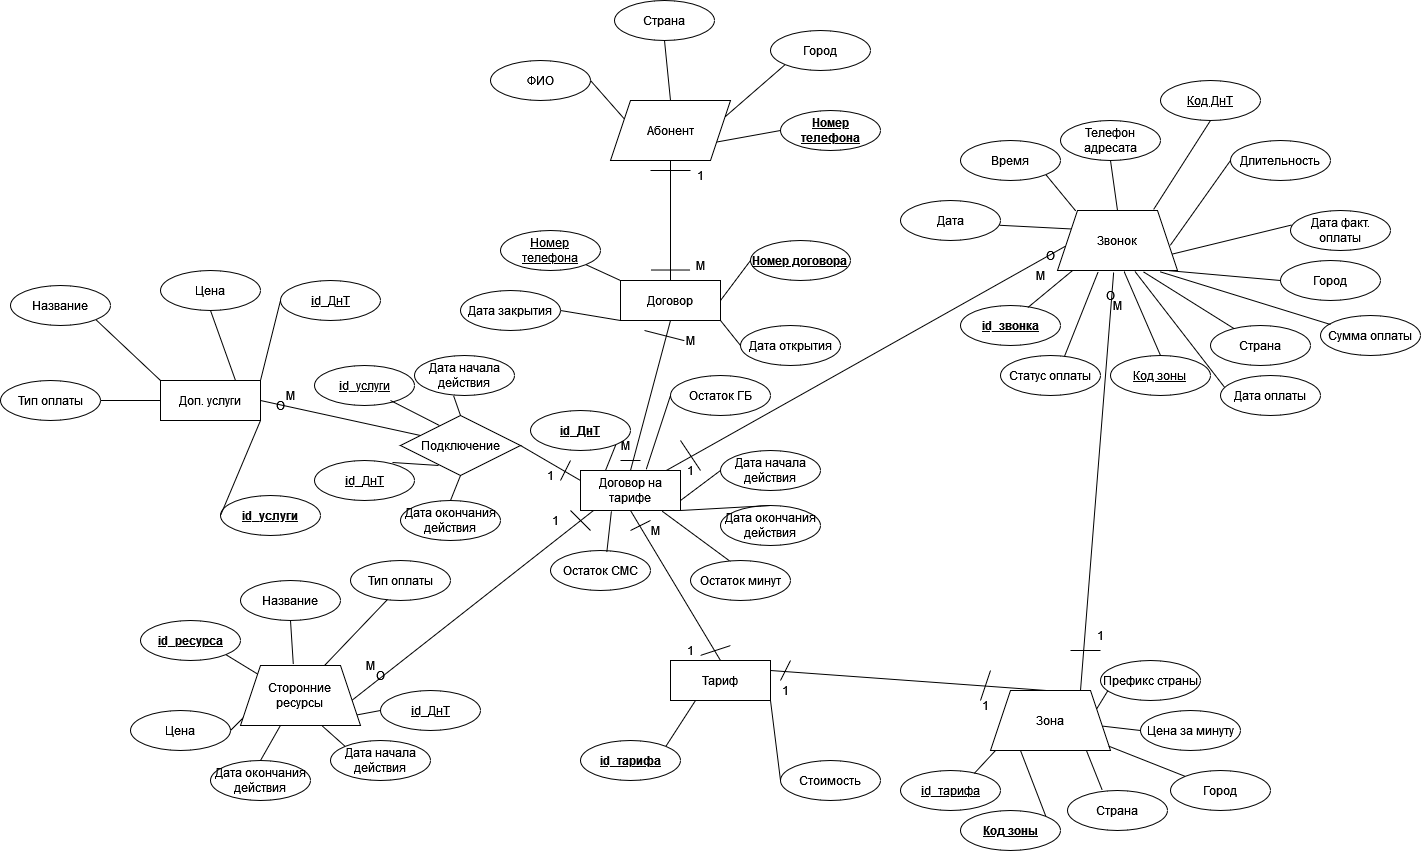 Страна
Город
ФИО
Абонент
Номер
телефона
1
Код ДнТ
Телефон
адресата
Время
Длительность
Дата
Звонок
Дата факт.
оплаты
О
М
Город
О
М
id_звонка
Страна
Сумма оплаты
Статус оплаты
Код зоны
Дата оплаты
Номер
телефона
М
Номер договора
Договор
Дата закрытия
Дата открытия
М
Название
Цена
id_ДнТ
Тип оплаты
Доп. услуги
М
О
id_услуги
Дата начала
действия
Подключение
id_ДнТ
Дата окончания
действия
id_услуги
Остаток ГБ
id_ДнТ
М
1
1
Договор на
тарифе
Дата начала
действия
Дата окончания
действия
1
М
Остаток СМС
Остаток минут
Тип оплаты
Название
id_ресурса
М
О
Сторонние
ресурсы
id_ДнТ
Цена
Дата начала
действия
Дата окончания
действия
1
Тариф
1
id_тарифа
Стоимость
1
1
Префикс страны
Зона
Цена за минуту
id_тарифа
Город
Страна
Код зоны